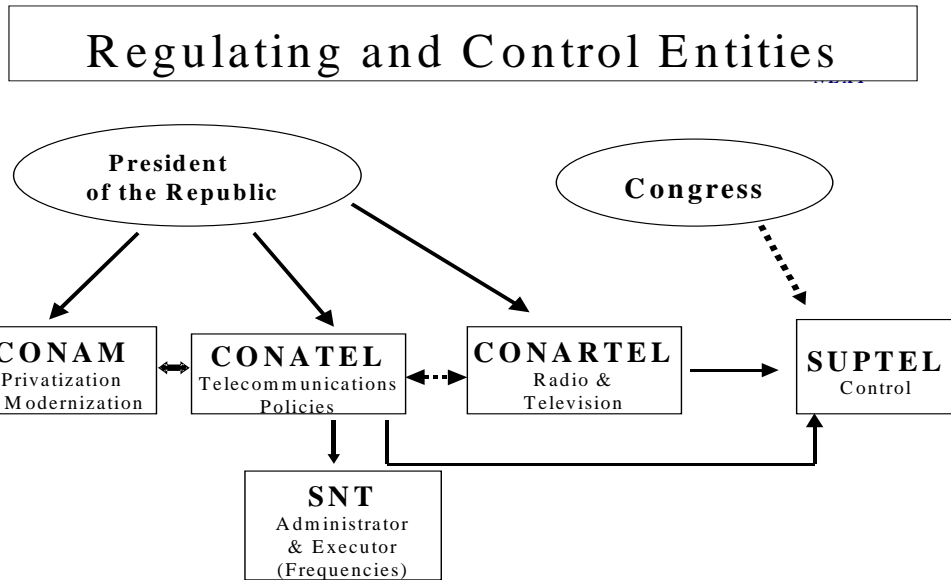 Regulating and Control Entities
President
of the Republic
Congress
CONAM
Privatization
Modernization
CONATEL
Telecommunications
Policies
CONARTEL
Radio &
Television
SUPTEL
Control
SNT
Administrator
& Executor
(Frequencies)